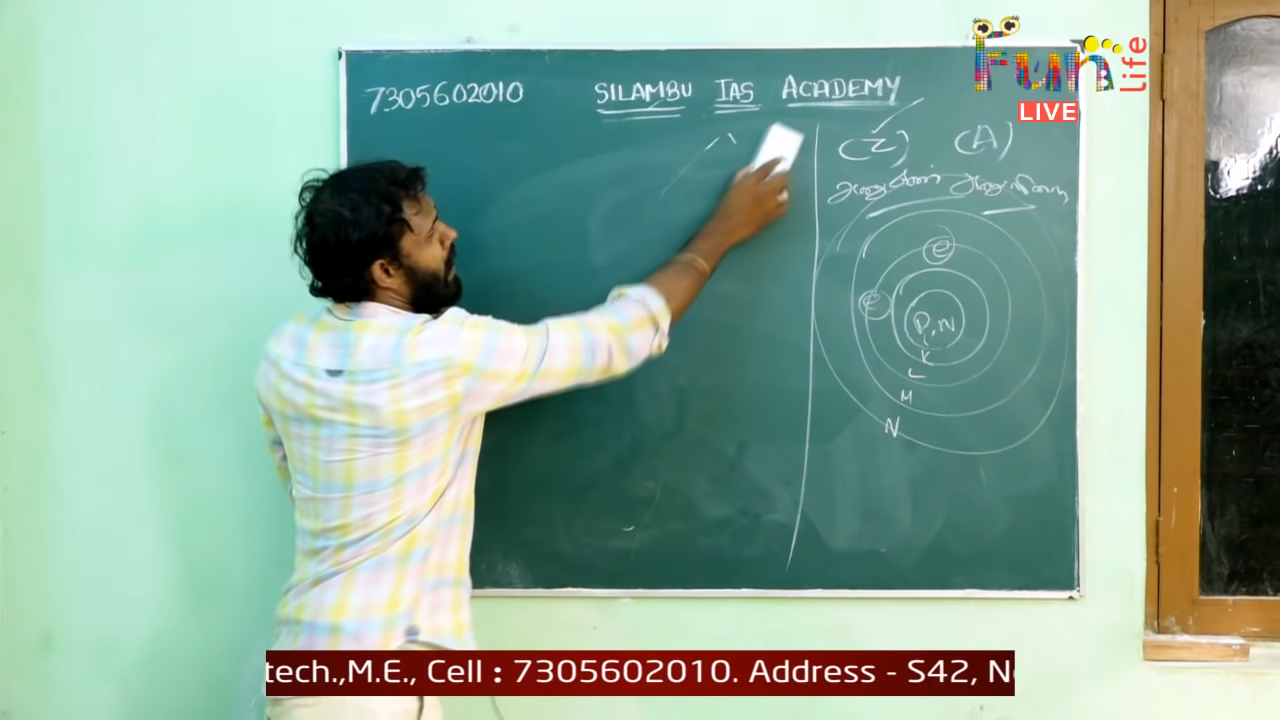 7305602010 SILAMBU IAS ACADEMY
Fun Life
LIVE
(Z) (A)
e
e
P, N
K
L
M
N
tech.,M.E., Cell : 7305602010. Address - S42, N